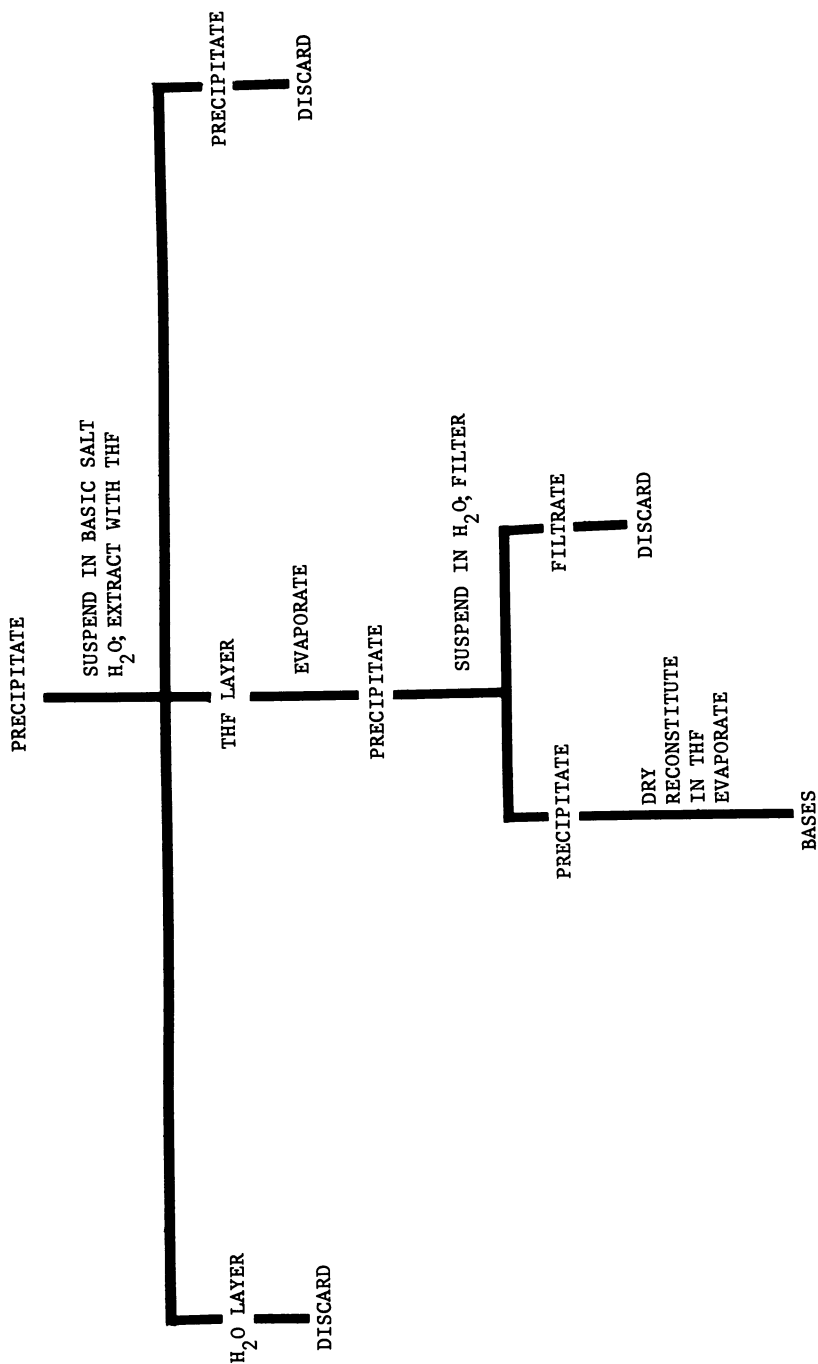 PRECIPITATE
SUSPEND IN BASIC SALT
H2O; EXTRACT WITH THF
H2O LAYER
DISCARD
THF LAYER
EVAPORATE
PRECIPITATE
PRECIPITATE
DISCARD
SUSPEND IN H2O; FILTER
PRECIPITATE
DRY
RECONSTITUTE
IN THF
EVAPORATE
BASES
FILTRATE
DISCARD